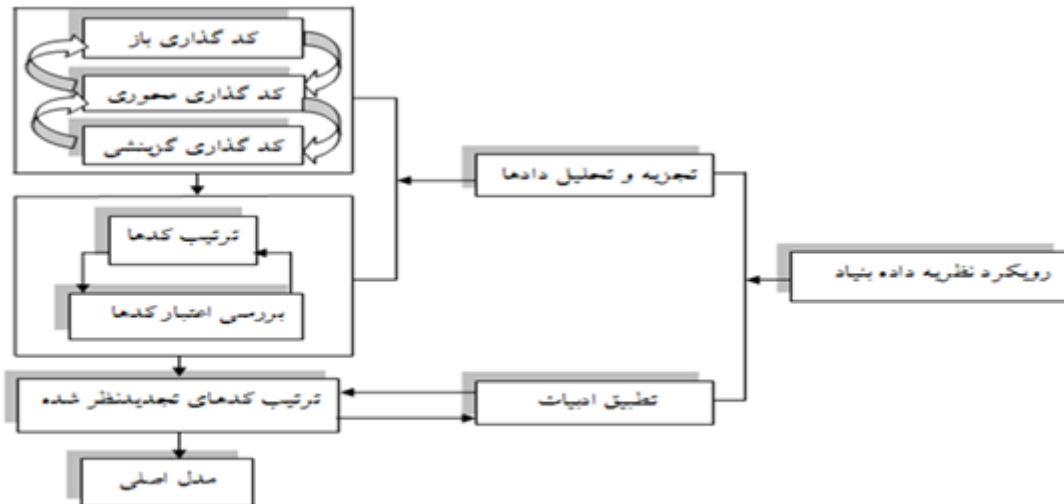 کد گذاری باز
کد گذاری محوری
کد گذاری گزینشی
تجزیه و تحلیل دادها
ترتیب کدها
رویکرد نظریه داده بنیاد
بررسی اعتبار کدها
ترتیب کدهای تجدیدنظر شده
تطبیق ادبیات
مدل اصلی